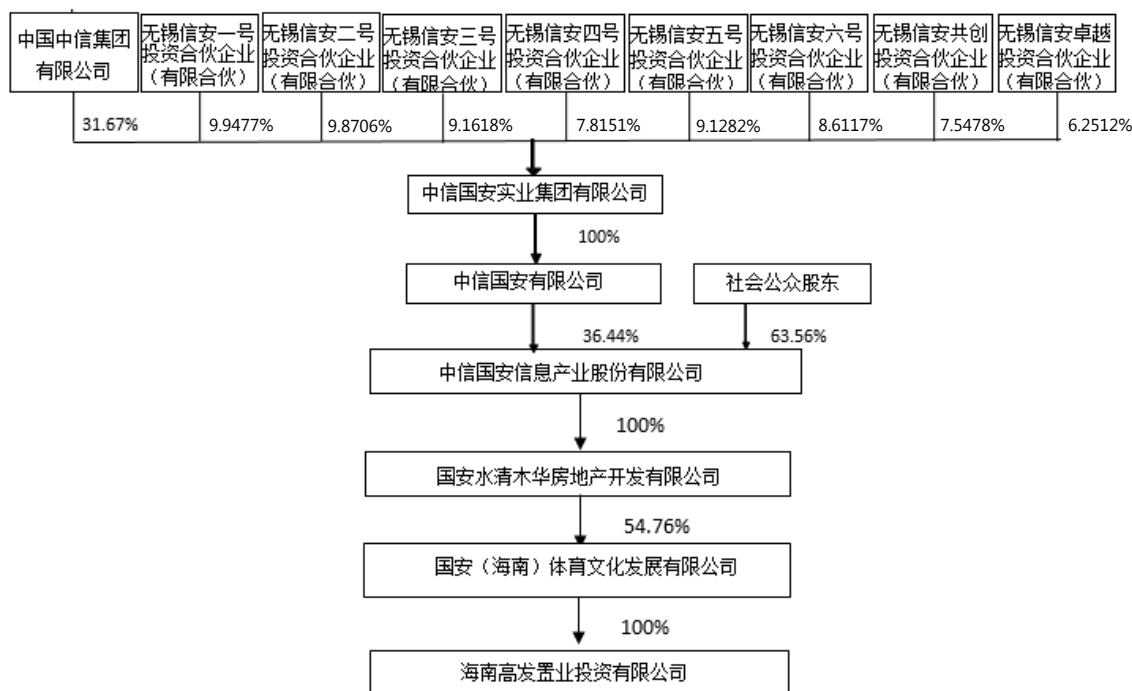 中国中信集团
有限公司
无锡信安一号
投资合伙企业
（有限合伙）
无锡信安二号
投资合伙企业
（有限合伙）
无锡信安三号
投资合伙企业
（有限合伙）
无锡信安四号
投资合伙企业
（有限合伙）
无锡信安五号
投资合伙企业
（有限合伙）
无锡信安六号
投资合伙企业
（有限合伙）
无锡信安共创
投资合伙企业
（有限合伙）
无锡信安卓越
投资合伙企业
（有限合伙）
31.67%
9.9477%
9.8706%
9.1618%
7.8151%
9.1282%
8.6117%
7.5478%
6.2512%
中信国安实业集团有限公司
100%
中信国安有限公司
社会公众股东
36.44%
63.56%
中信国安信息产业股份有限公司
100%
国安水清木华房地产开发有限公司
54.76%
国安（海南）体育文化发展有限公司
100%
海南高发置业投资有限公司